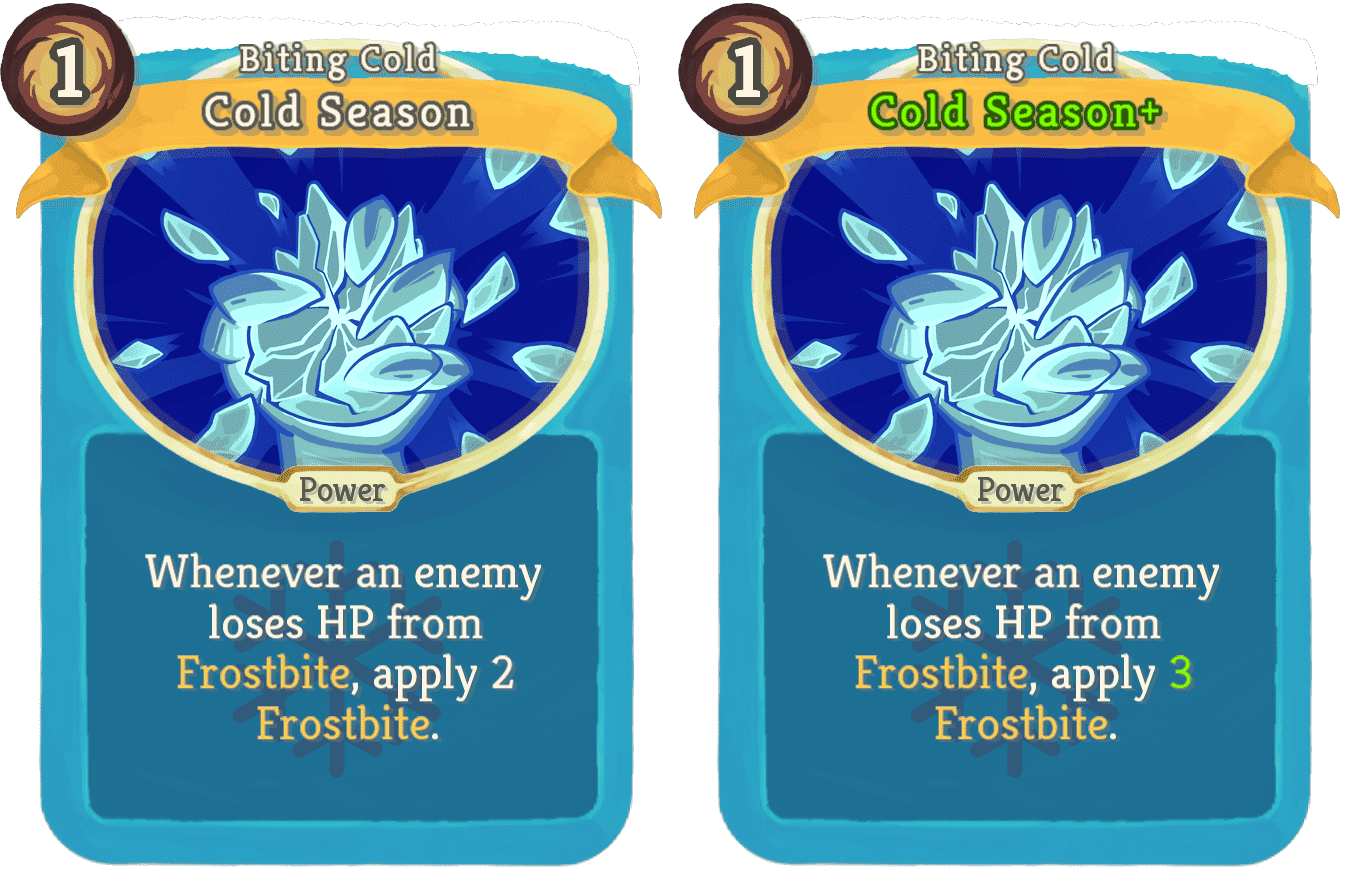 1
Biting Cold
Cold Season
Power
Whenever an enemy
loses HP from
Frostbite, apply 2
Frostbite.
1
Biting Cold
Cold Season+
Power
Whenever an enemy
loses HP from
Frostbite, apply 3
Frostbite.